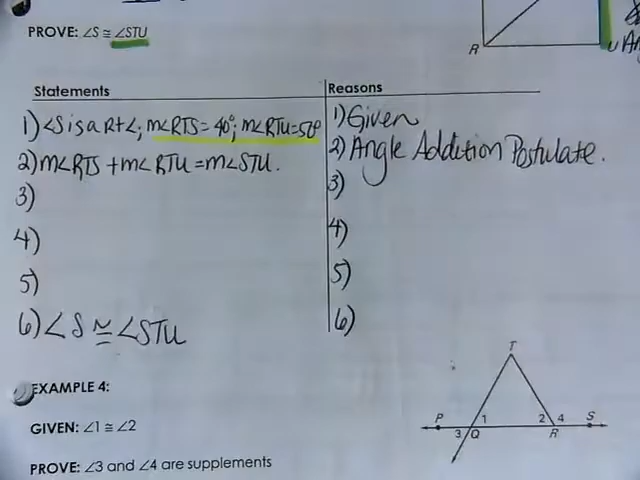 PROVE: ∠S ≅ ∠STU
R
U
Statements
Reasons
1) ∠S is a Rt ∠; m∠RTS = 40°; m∠RTU = 50°
1) Given
2) m∠RTS + m∠RTU = m∠STU.
2) Angle Addition Postulate.
3)
3)
4)
4)
5)
5)
6) ∠S ≅ ∠STU
6)
EXAMPLE 4:
GIVEN: ∠1 ≅ ∠2
PROVE: ∠3 and ∠4 are supplements
T
P
1
2
4
S
3
Q
R